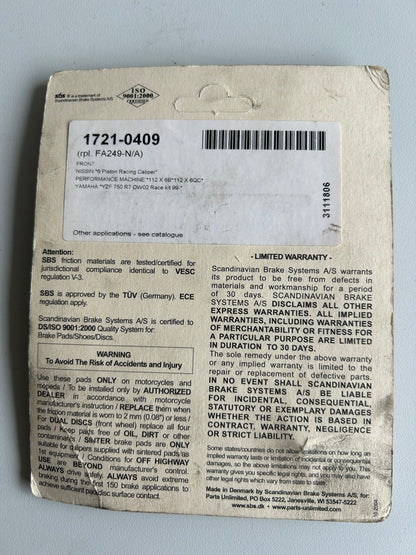 sbs ® is a trademark of
Scandinavian Brake Systems A/S
ISO
9001:2000
CERTIFIED
1721-0409
(rpl. FA249-N/A)
FRONT:
NISSIN:*6 Piston Racing Caliper*
PERFORMANCE MACHINE:*112 X 6B*112 X 6QC*
YAMAHA *YZF 750 R7 OW02 Race kit 99-*
3111806
Other applications - see catalogue
Attention:
SBS friction materials are tested/certified for
jurisdictional compliance identical to VESC
regulation V-3.
SBS is approved by the TÜV (Germany). ECE
regulation apply.
Scandinavian Brake Systems A/S is certified to
DS/ISO 9001:2000 Quality System for:
Brake Pads/Shoes/Discs.
WARNING
To Avoid The Risk of Accidents and Injury
Use these pads ONLY on motorcycles and
mopeds / To be installed only by AUTHORIZED
DEALER in accordance with motorcycle
manufacturer's instruction / REPLACE them when
the friction material is worn to 2 mm (0.08") or less /
For DUAL DISCS (front wheel) replace all four
pads / Keep pads free of OIL, DIRT or other
contaminants / SINTER brake pads are ONLY
suitable for calipers supplied with sintered pads/as
1st equipment / Conditions for OFF HIGHWAY
USE are BEYOND manufacturer's control.
ALWAYS drive safely. ALWAYS avoid extreme
braking during the 150 brake applications to
achieve sufficient pad/disc surface contact.
- LIMITED WARRANTY -
Scandinavian Brake Systems A/S warrants
its product to be free from defects in
materials and workmanship for a period
of 30 days. SCANDINAVIAN BRAKE
SYSTEMS A/S DISCLAIMS ALL OTHER
EXPRESS WARRANTIES. ALL IMPLIED
WARRANTIES, INCLUDING WARRANTIES
OF MERCHANTABILITY OR FITNESS FOR
A PARTICULAR PURPOSE ARE LIMITED
IN DURATION TO 30 DAYS.
The sole remedy under the above warranty
or any implied warranty is limited to the
repair or replacement of defective parts.
IN NO EVENT SHALL SCANDINAVIAN
BRAKE SYSTEMS A/S BE LIABLE
FOR INCIDENTAL, CONSEQUENTIAL,
STATUTORY OR EXEMPLARY DAMAGES
WHETHER THE ACTION IS BASED IN
CONTRACT, WARRANTY, NEGLIGENCE
OR STRICT LIABILITY.
Some states/countries do not allow limitations on how long an
implied warranty lasts or limitation of incidental or consequential
damages, so the above limitations may not apply to you. This
warranty gives you specific legal rights, and you may also have
other legal rights which vary from state to state.
Made in Denmark by Scandinavian Brake Systems A/S, for:
Parts Unlimited, PO Box 5222, Janesville, WI 53547-5222
www.sbs.dk · www.parts-unlimited.com
10-2004